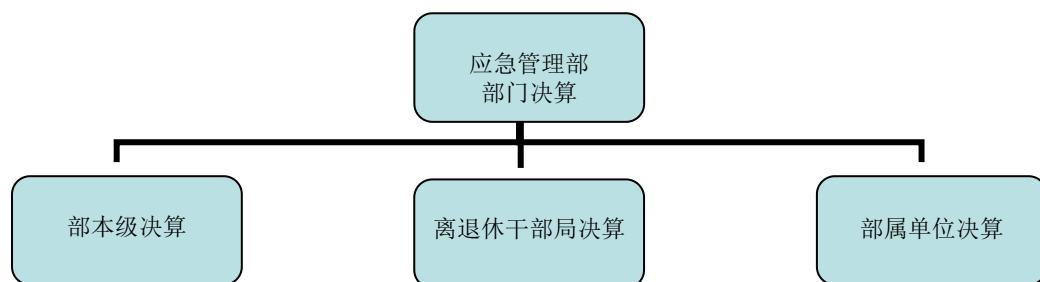 应急管理部
部门决算
部本级决算
离退休干部局决算
部属单位决算